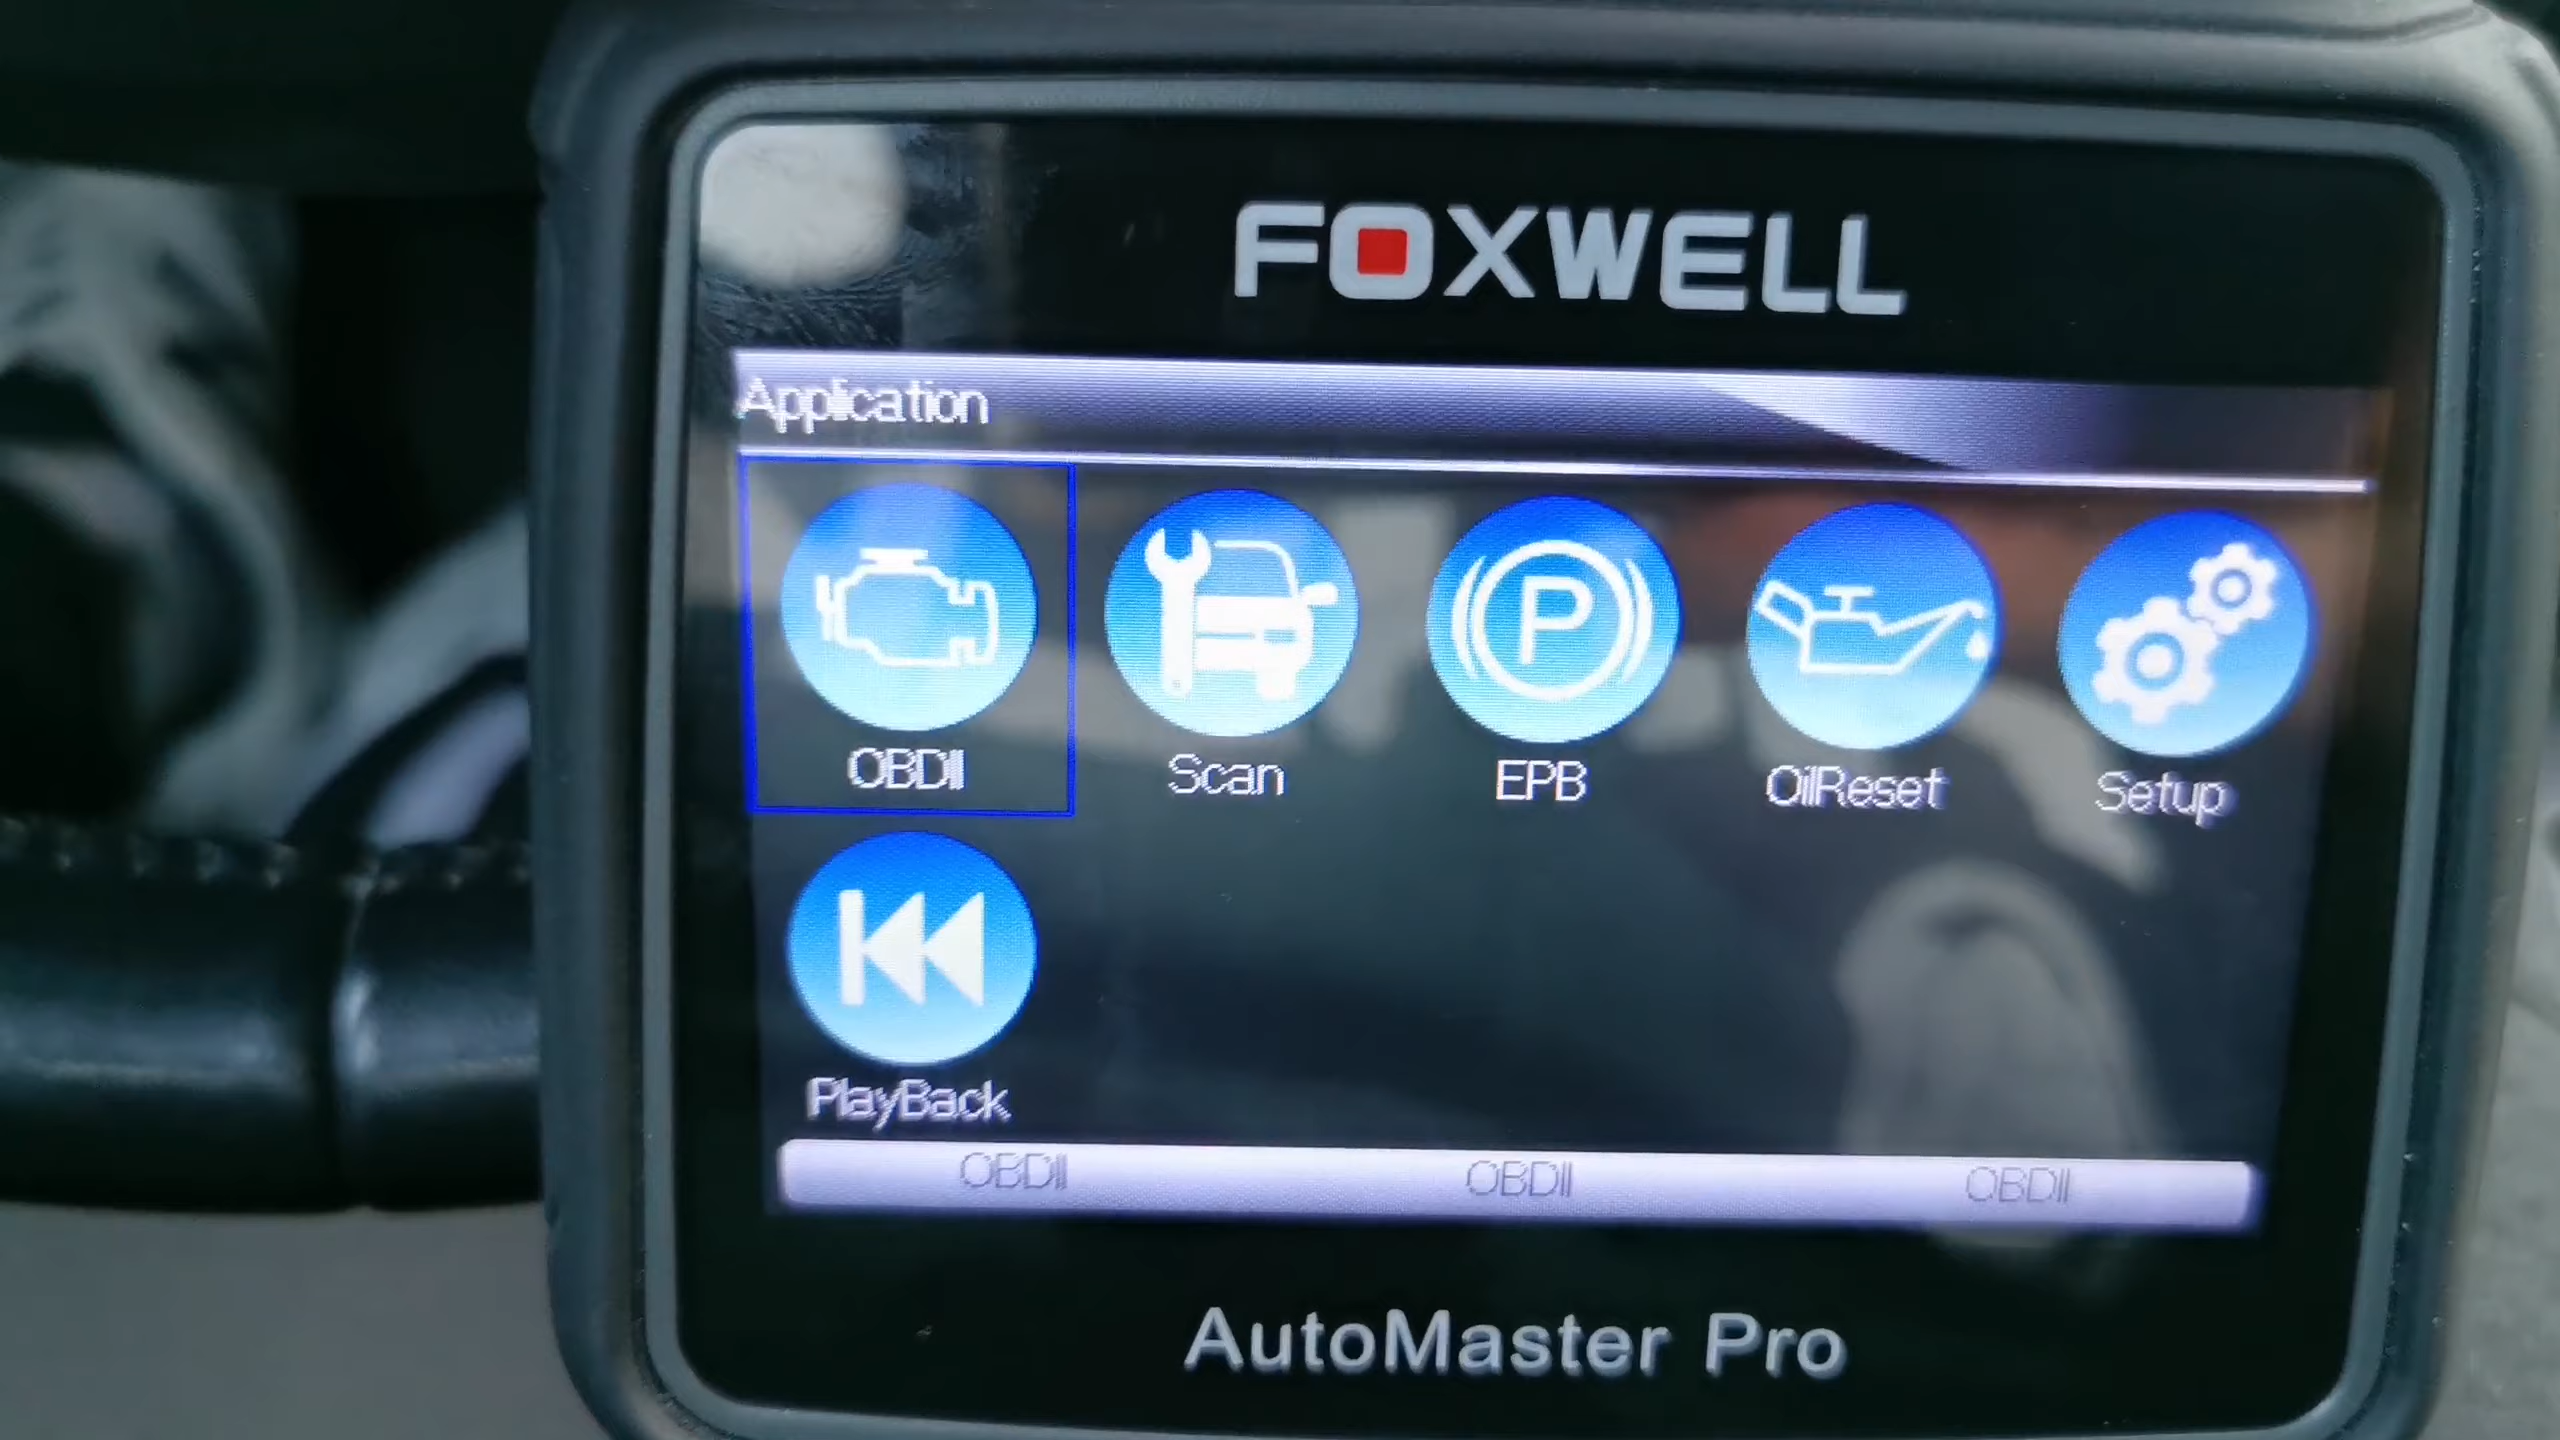 FOXWELL
Application
OBDII Scan EPB OilReset Setup
PlayBack
OBDII OBDII OBDII
AutoMaster Pro